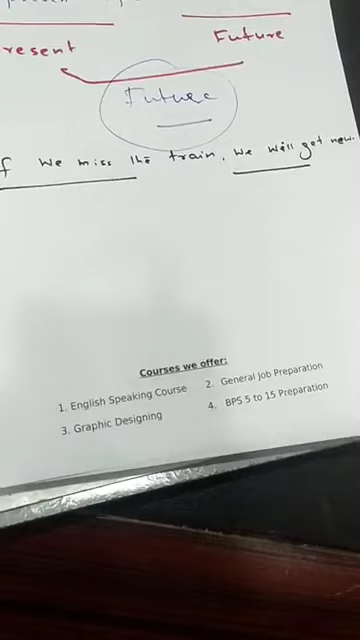 resent
Future
Future
f we miss the train, we will get new.
Courses we offer:
1. English Speaking Course 2. General Job Preparation
3. Graphic Designing 4. BPS 5 to 15 Preparation